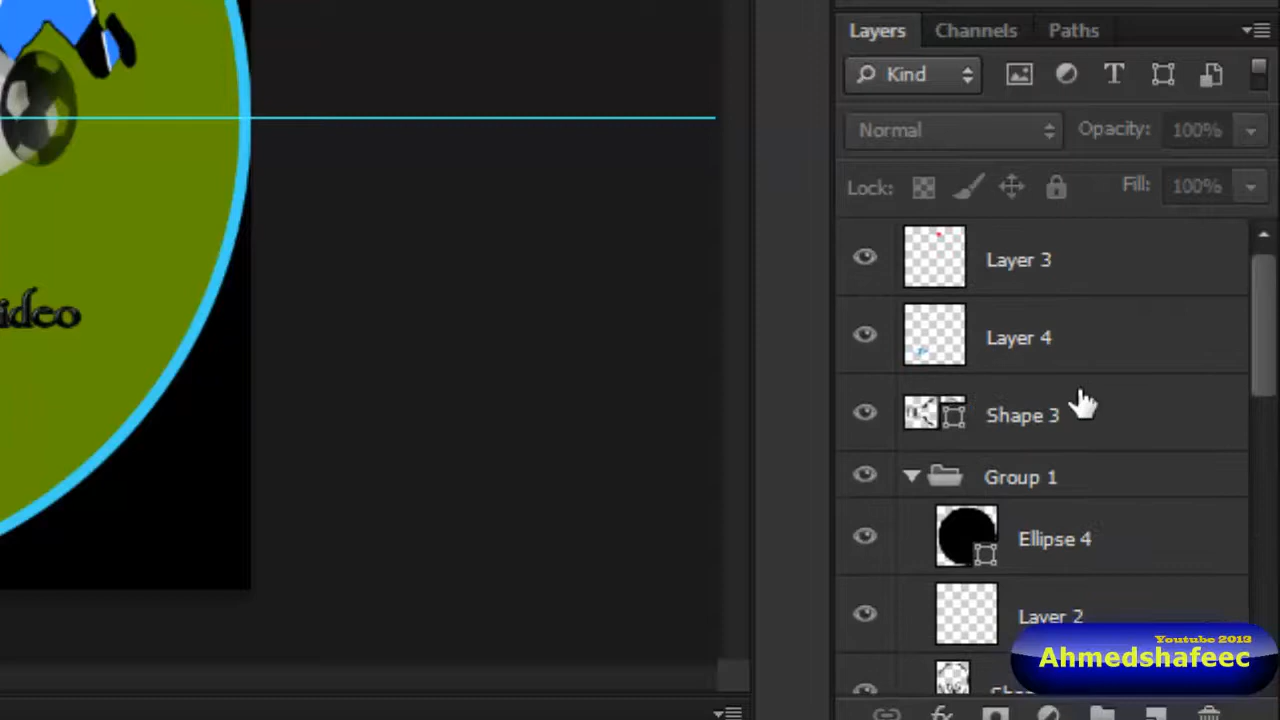 Layers Channels Paths
Kind
Normal Opacity: 100%
Lock: Fill: 100%
Layer 3
Layer 4
Shape 3
Group 1
Ellipse 4
Layer 2
ideo
Youtube 2013
Ahmedshafeec